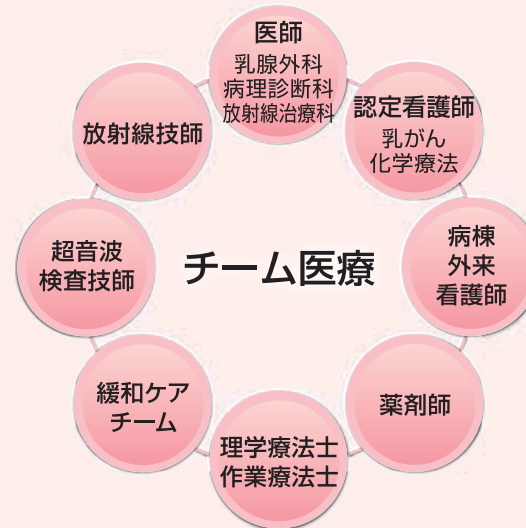 医師
乳腺外科
病理診断科
放射線治療科
認定看護師
乳がん
化学療法
病棟
外来
看護師
薬剤師
理学療法士
作業療法士
緩和ケア
チーム
超音波
検査技師
放射線技師
チーム医療